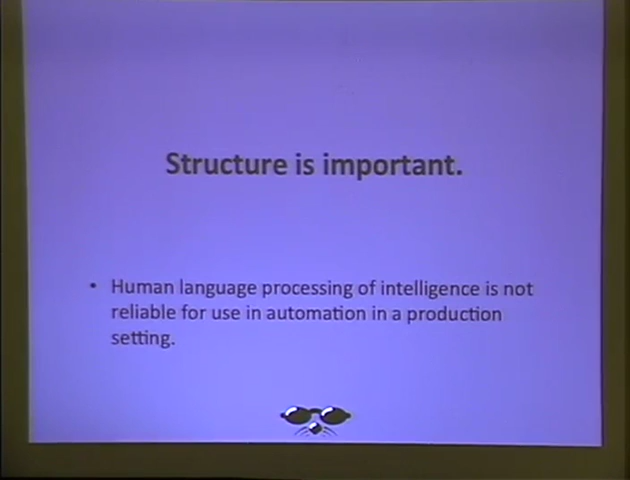 Structure is important.
• Human language processing of intelligence is not
reliable for use in automation in a production
setting.